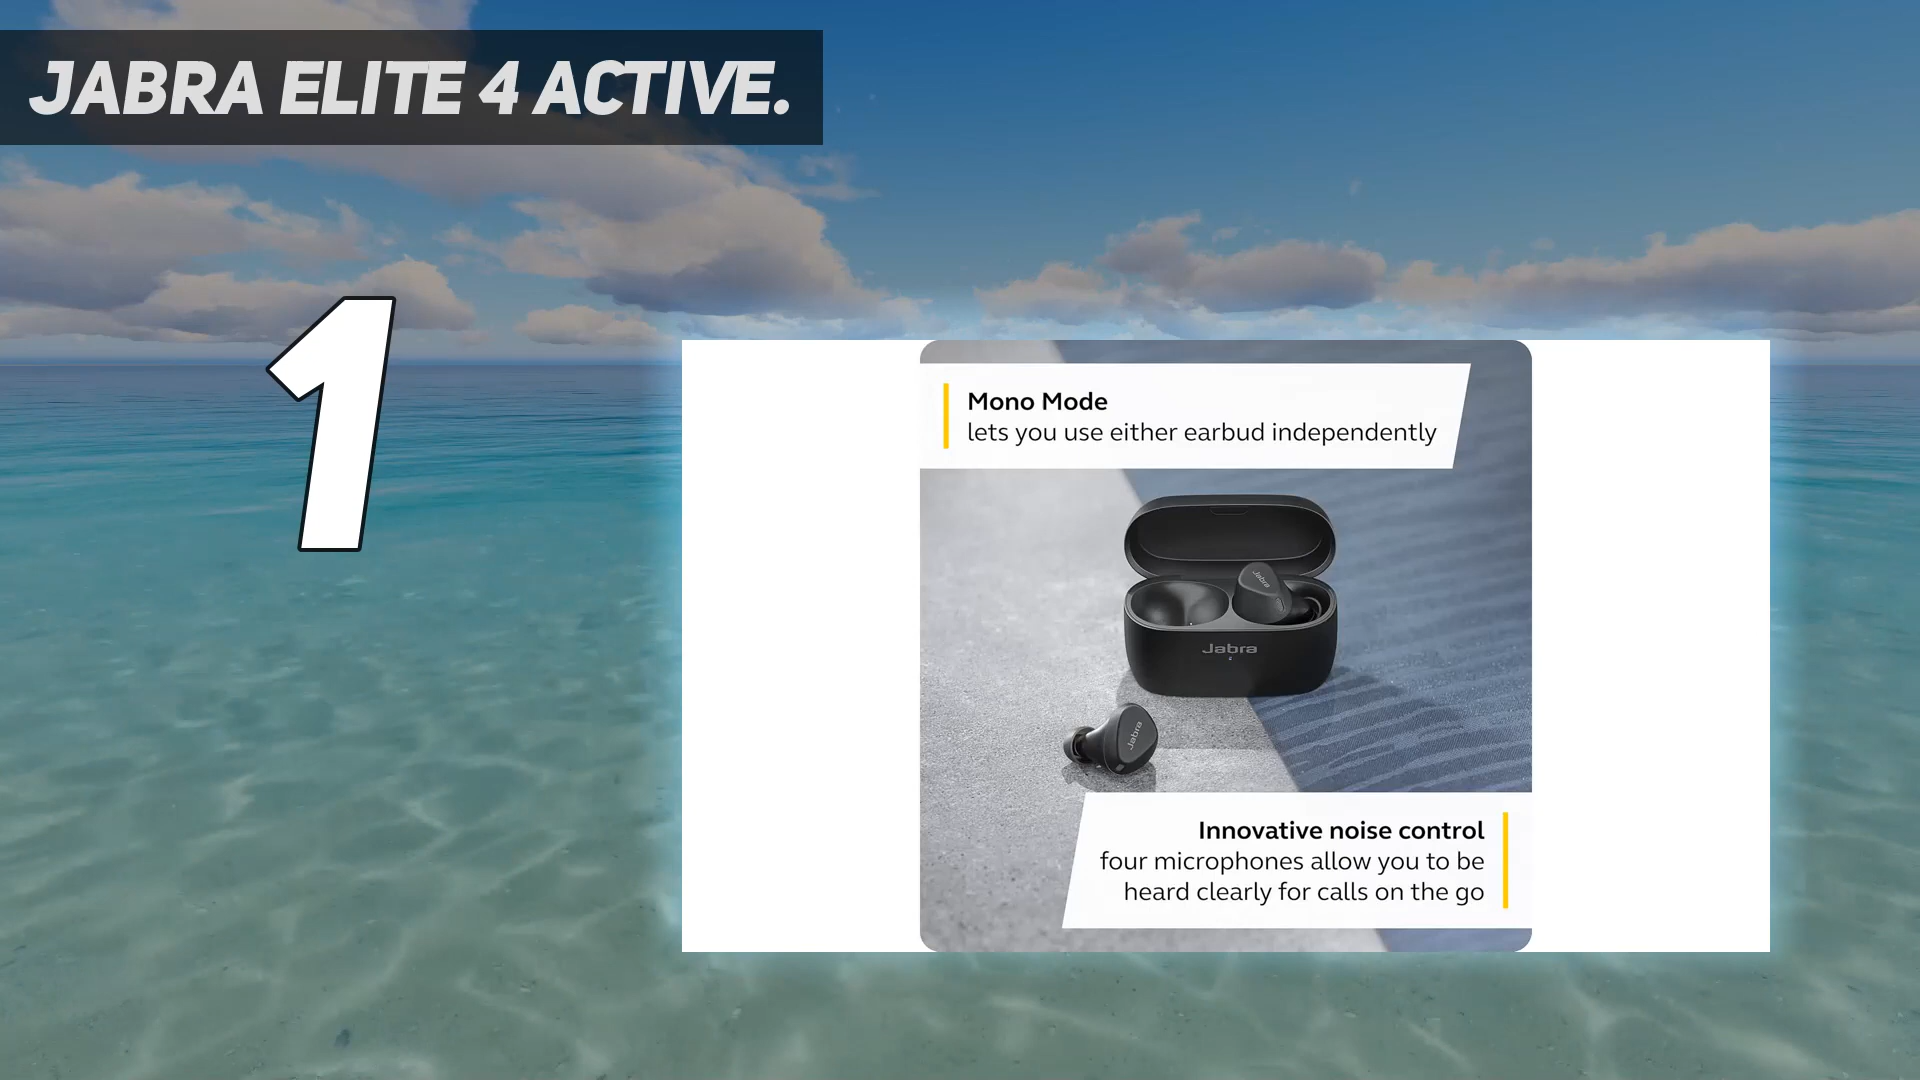 JABRA ELITE 4 ACTIVE.
1
Mono Mode
lets you use either earbud independently
Jabra
Jabra
Jabra
Innovative noise control
four microphones allow you to be
heard clearly for calls on the go